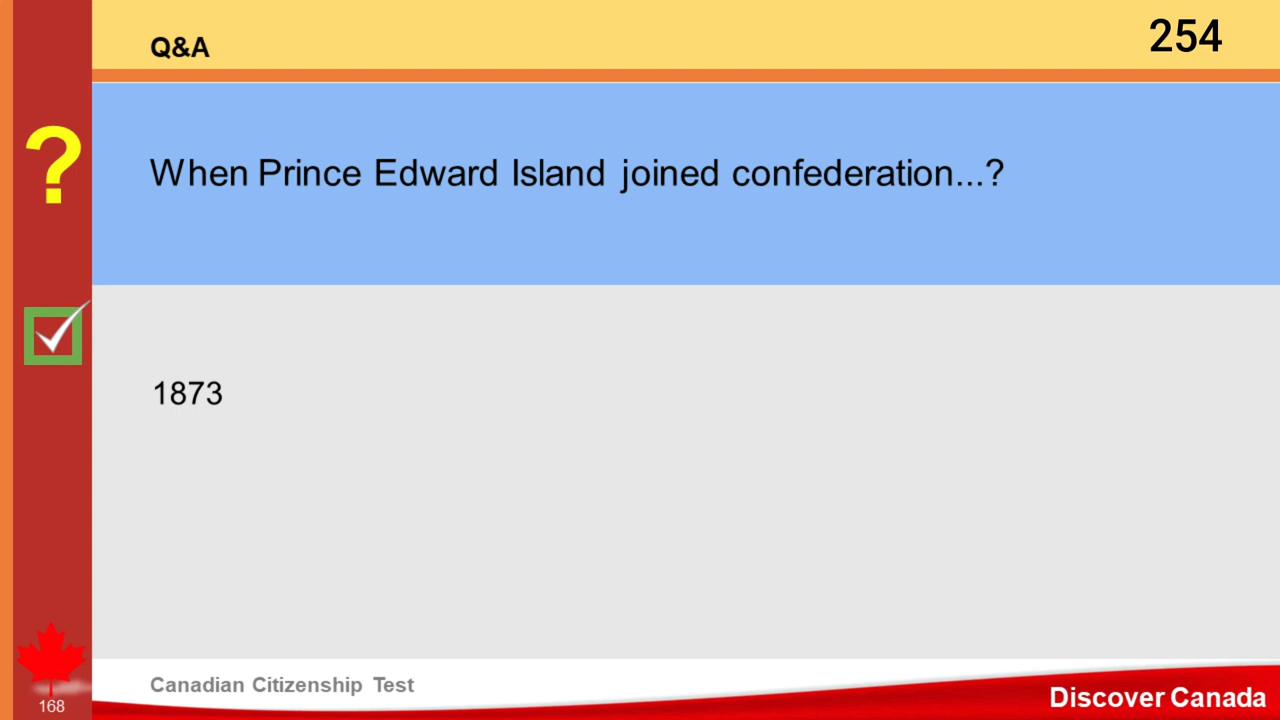 Q&A
254
?
When Prince Edward Island joined confederation...?
1873
Canadian Citizenship Test
168
Discover Canada